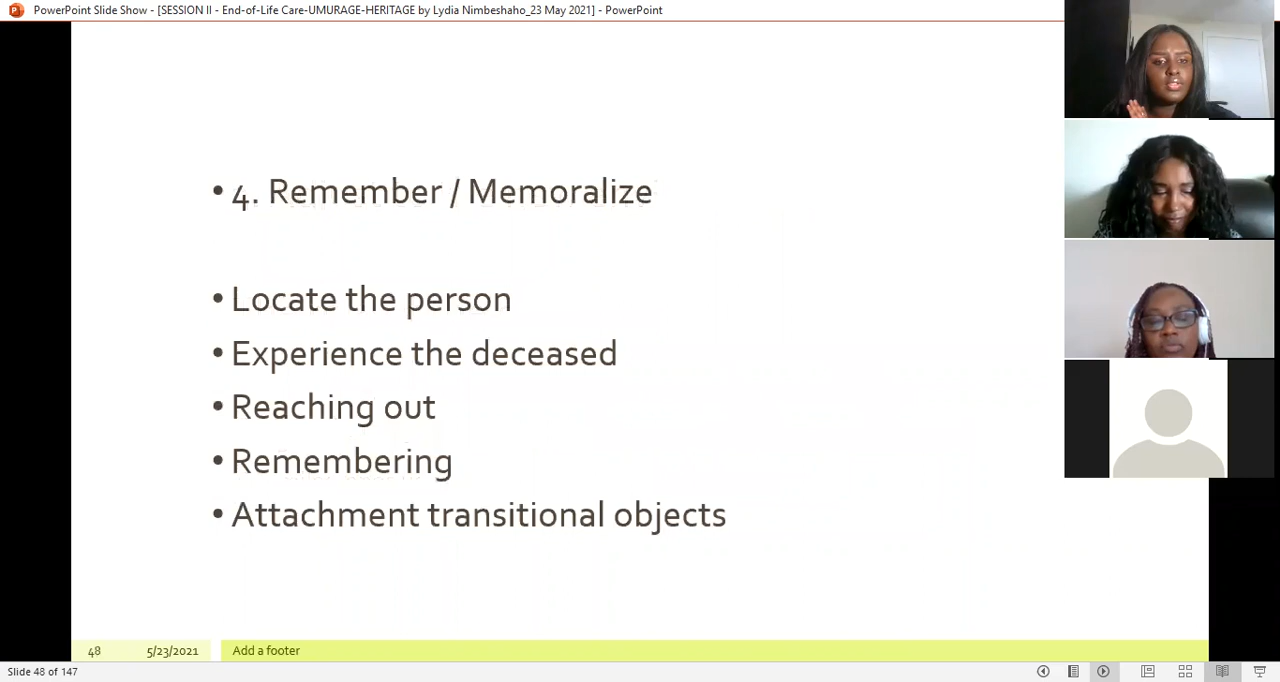 PowerPoint Slide Show - [SESSION II - End-of-Life Care-UMURAGE-HERITAGE by Lydia Nimbeshaho_23 May 2021] - PowerPoint
• 4. Remember / Memoralize
• Locate the person
• Experience the deceased
• Reaching out
• Remembering
• Attachment transitional objects
48 5/23/2021 Add a footer
Slide 48 of 147